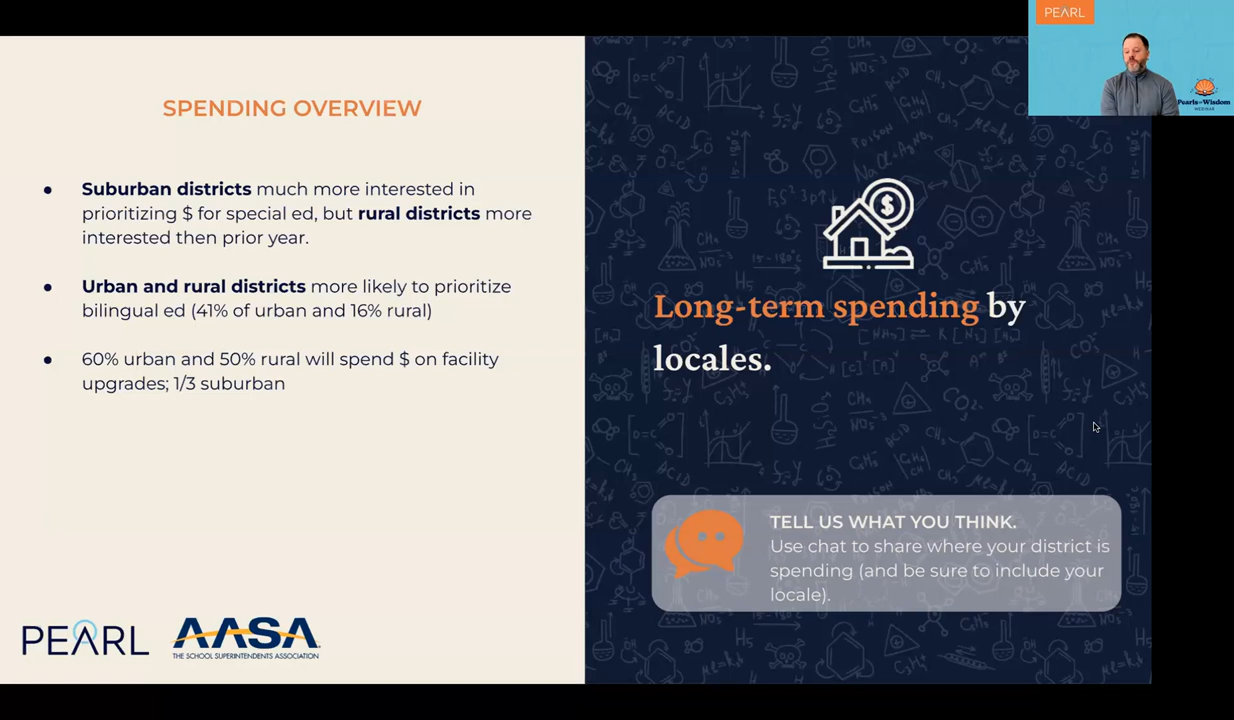 PEARL
Pearls of Wisdom
WEBINAR
SPENDING OVERVIEW
● Suburban districts much more interested in
prioritizing $ for special ed, but rural districts more
interested then prior year.
● Urban and rural districts more likely to prioritize
bilingual ed (41% of urban and 16% rural)
● 60% urban and 50% rural will spend $ on facility
upgrades; 1/3 suburban
Long-term spending by
locales.
TELL US WHAT YOU THINK.
Use chat to share where your district is
spending (and be sure to include your
locale).
PEARL
AASA
THE SCHOOL SUPERINTENDENTS ASSOCIATION